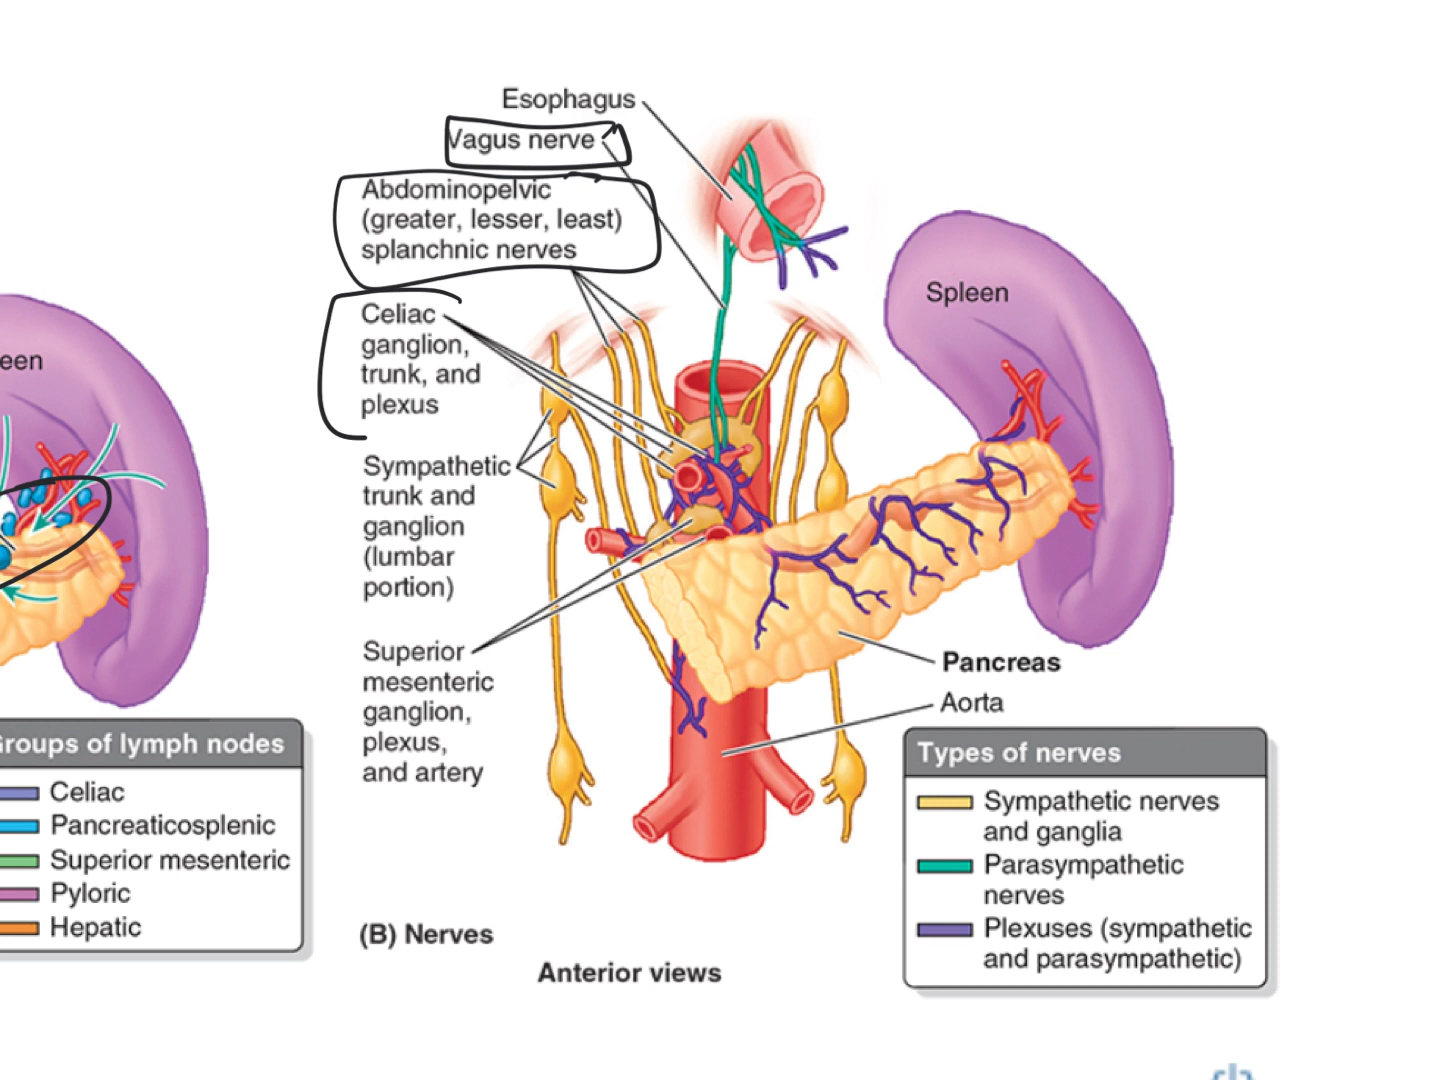 Esophagus
Vagus nerve
Abdominopelvic
(greater, lesser, least)
splanchnic nerves
Celiac
ganglion,
trunk, and
plexus
Sympathetic
trunk and
ganglion
(lumbar
portion)
Superior
mesenteric
ganglion,
plexus,
and artery
Spleen
Pancreas
Aorta
Types of nerves
Sympathetic nerves
and ganglia
Parasympathetic
nerves
Plexuses (sympathetic
and parasympathetic)
een
Groups of lymph nodes
Celiac
Pancreaticosplenic
Superior mesenteric
Pyloric
Hepatic
(B) Nerves
Anterior views